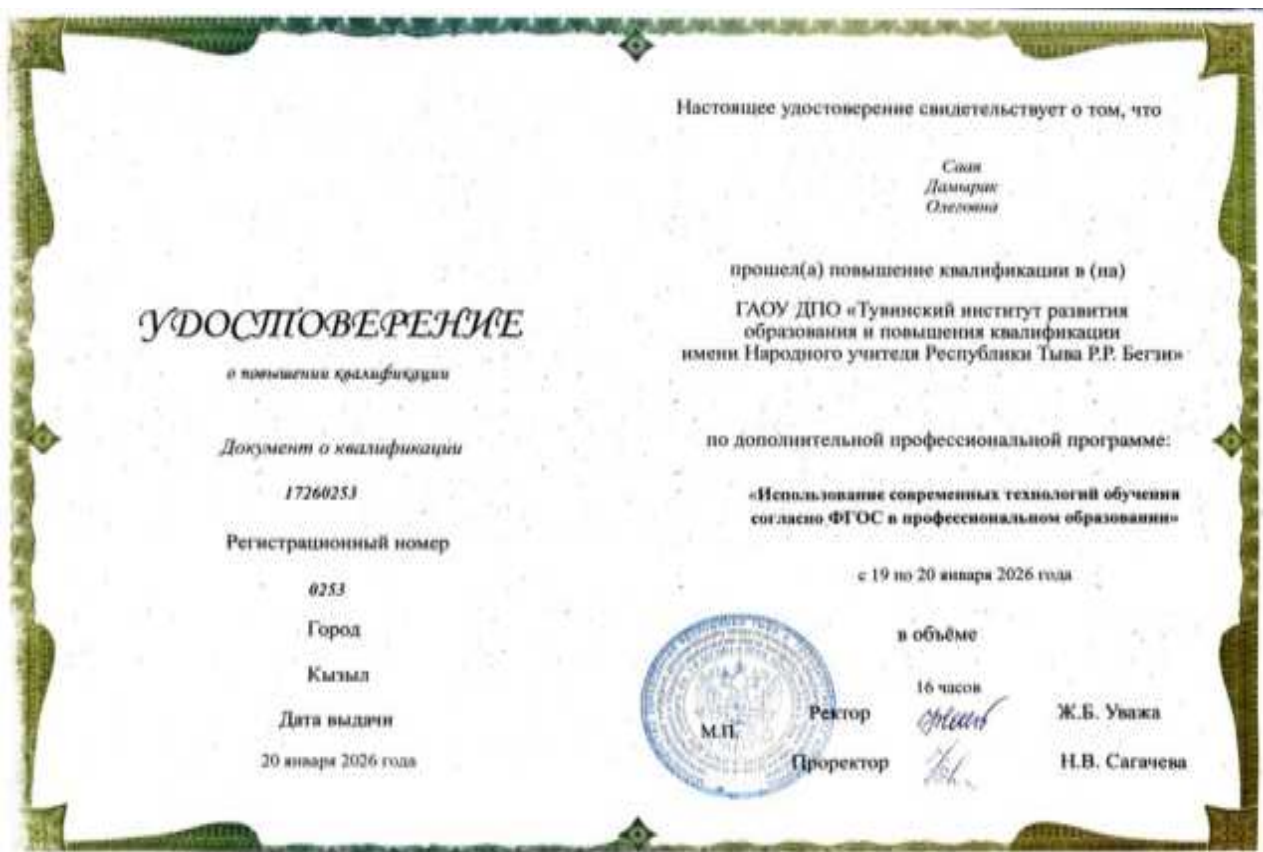 УДОСТОВЕРЕНИЕ
о повышении квалификации
Документ о квалификации
17260253
Регистрационный номер
0253
Город
Кызыл
Дата выдачи
20 января 2026 года
Настоящее удостоверение свидетельствует о том, что
Саая
Дамырак
Олеговна
прошел(а) повышение квалификации в (на)
ГАОУ ДПО «Тувинский институт развития
образования и повышения квалификации
имени Народного учителя Республики Тыва Р.Р. Бегзи»
по дополнительной профессиональной программе:
«Использование современных технологий обучения
согласно ФГОС в профессиональном образовании»
с 19 по 20 января 2026 года
в объёме
16 часов
М.П.
Ректор
Ж.Б. Уважа
Проректор
Н.В. Сагачева